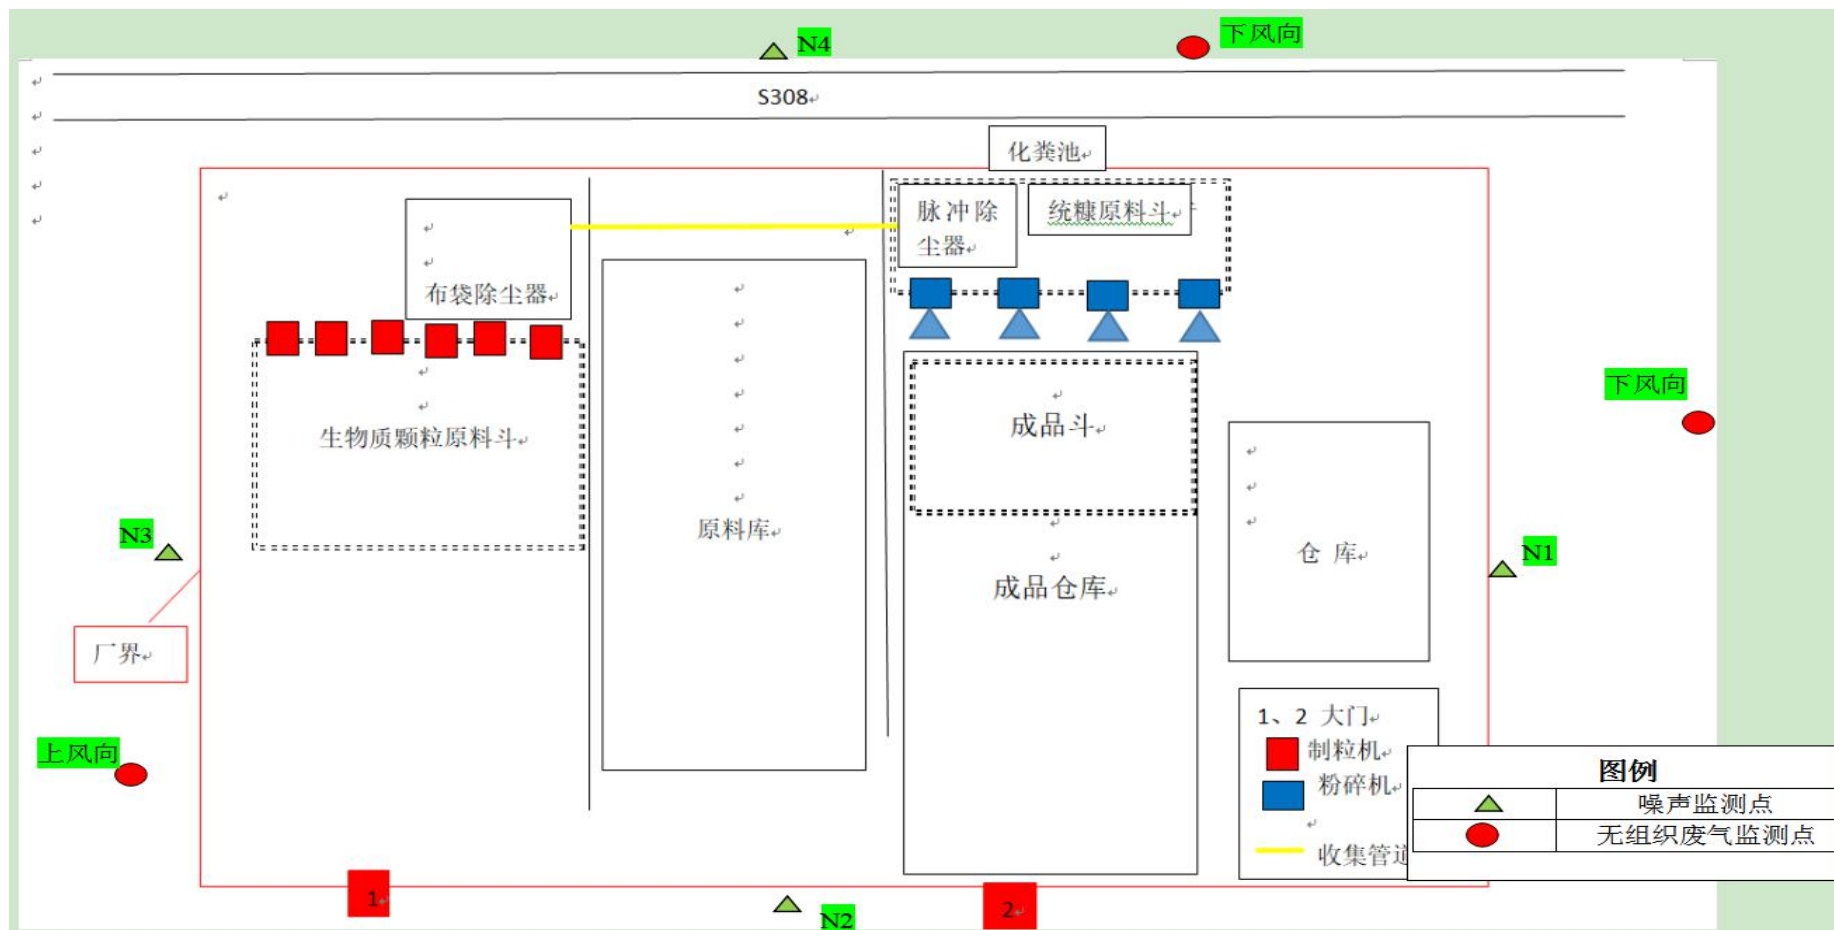 下风向
N4
S308
化粪池
脉冲除
尘器
统糠原料斗
布袋除尘器
下风向
成品斗
生物质颗粒原料斗
原料库
N3
N1
仓 库
成品仓库
厂界
上风向
1、2 大门
制粒机
粉碎机
收集管道
图例
噪声监测点
无组织废气监测点
1
2
N2